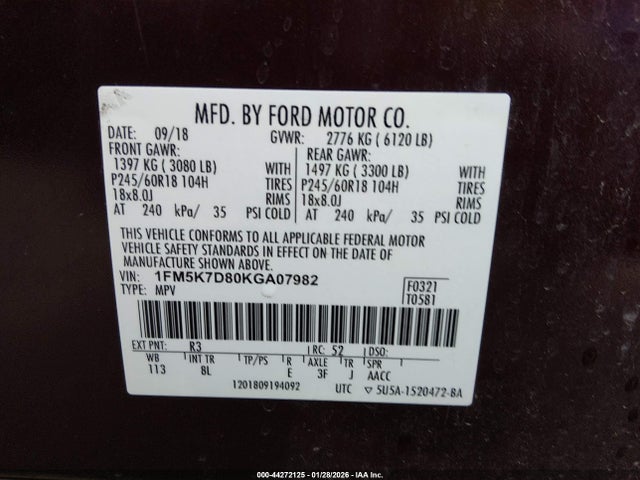 MFD. BY FORD MOTOR CO.
DATE: 09/18 GVWR: 2776 KG ( 6120 LB)
FRONT GAWR: REAR GAWR:
1397 KG ( 3080 LB) WITH 1497 KG ( 3300 LB) WITH
P245/60R18 104H TIRES P245/60R18 104H TIRES
18x8.0J RIMS 18x8.0J RIMS
AT 240 kPa/ 35 PSI COLD AT 240 kPa/ 35 PSI COLD
THIS VEHICLE CONFORMS TO ALL APPLICABLE FEDERAL MOTOR
VEHICLE SAFETY STANDARDS IN EFFECT ON THE DATE OF
MANUFACTURE SHOWN ABOVE.
VIN: 1FM5K7D80KGA07982 F0321
TYPE: MPV T0581
EXT PNT: R3 RC: 52 DSO:
WB INT TR TP/PS R AXLE TR SPR
113 8L E 3F J AACC
1201809194092 UTC ▽ 5U5A-1520472-BA
000-44272125 | 01/28/2026 | IAA Inc.